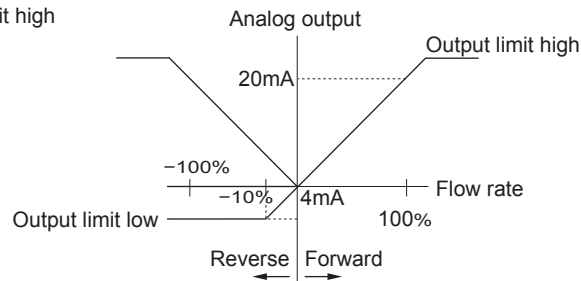 it high
Analog output
Output limit high
20mA
−100%
−10%
4mA
Flow rate
Output limit low
100%
Reverse Forward